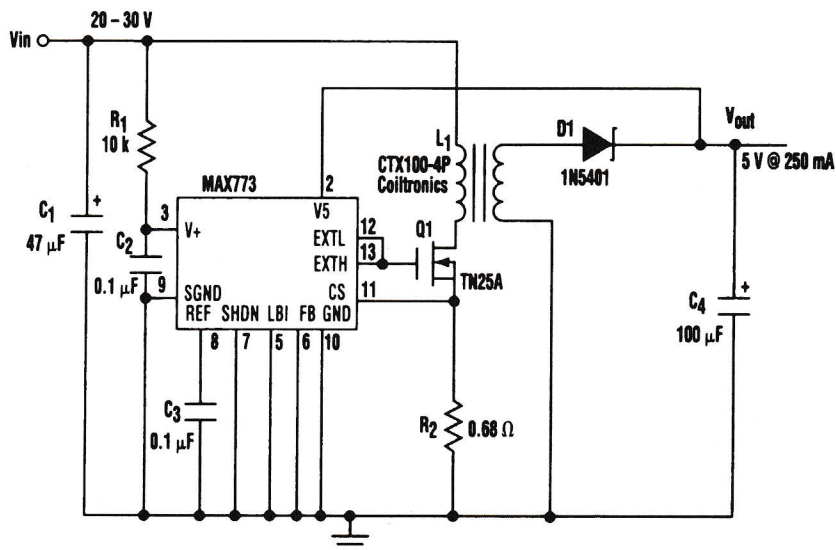 20 – 30 V
Vin
R1
10 k
L1
CTX100-4P
Coiltronics
D1
1N5401
Vout
5 V @ 250 mA
MAX773
2
V5
3
V+
C1
+
47 µF
C2
0.1 µF
12
EXTL
13
EXTH
Q1
TN25A
9
SGND
CS
11
REF
SHDN
LBI
FB
GND
8
7
5
6
10
C4
+
100 µF
C3
0.1 µF
R2
0.68 Ω